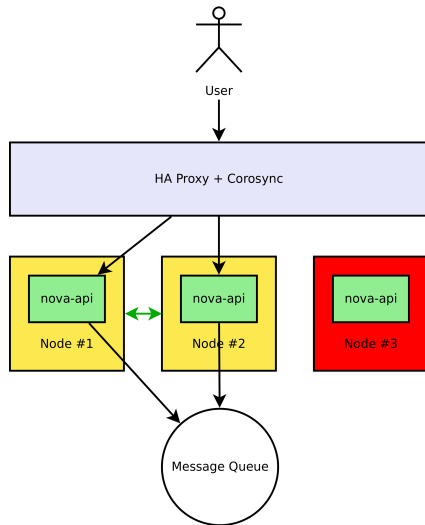 User
HA Proxy + Corosync
nova-api
nova-api
nova-api
Node #1
Node #2
Node #3
Message Queue